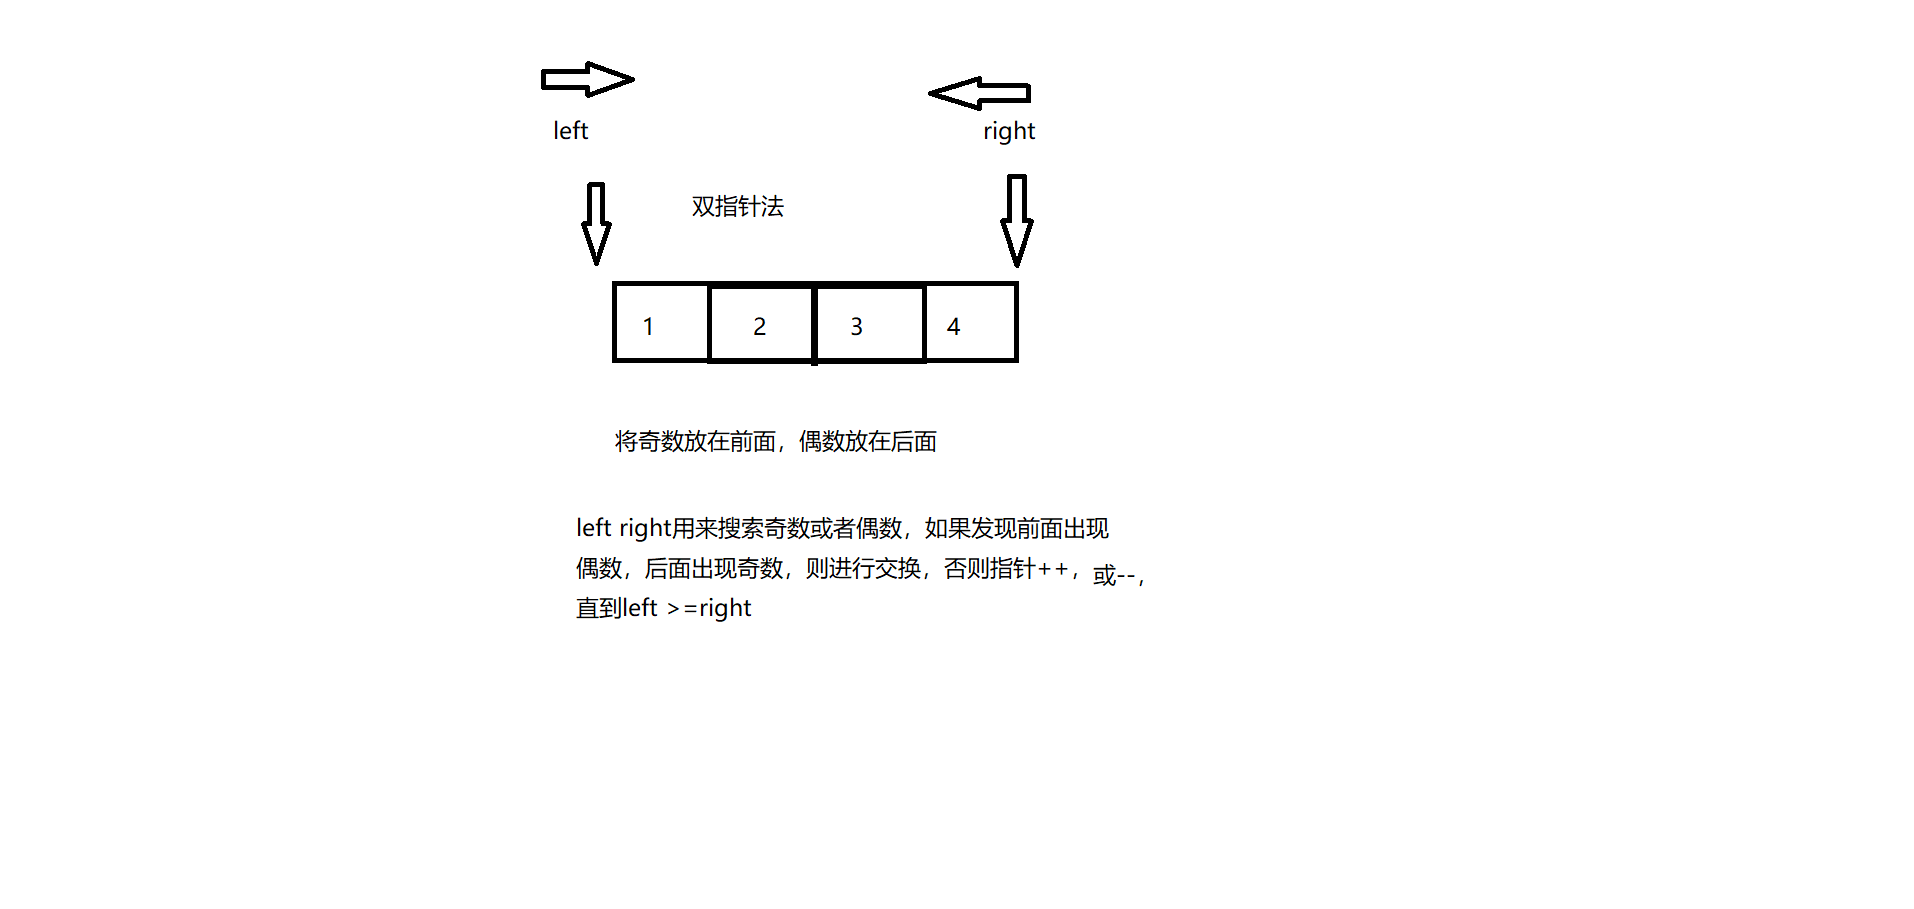 left
right
双指针法
1 2 3 4
将奇数放在前面，偶数放在后面
left right用来搜索奇数或者偶数，如果发现前面出现
偶数，后面出现奇数，则进行交换，否则指针++，或--，
直到left >=right